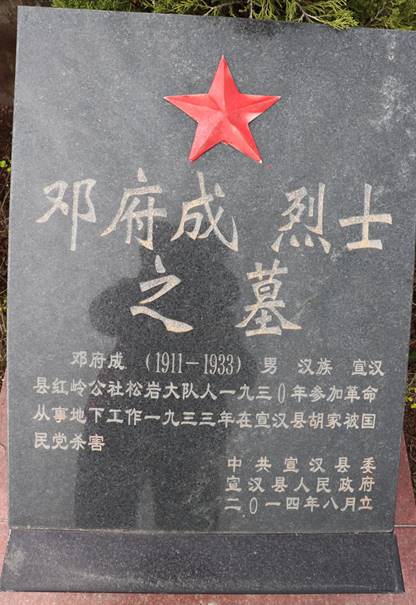 邓府成 烈士
之 墓
邓府成 (1911—1933) 男 汉族 宣汉
县红岭公社松岩大队人一九三0年参加革命
从事地下工作一九三三年在宣汉县胡家被国
民党杀害
中共宣汉县委
宣汉县人民政府
二0一四年八月立